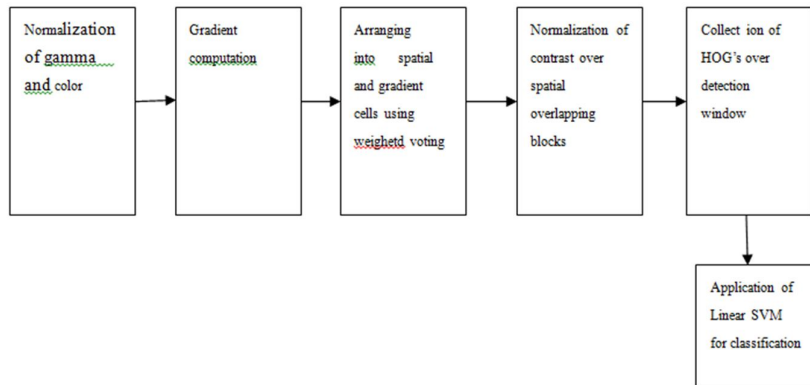 Normalization
of gamma
and color
Gradient
computation
Arranging
into spatial
and gradient
cells using
weighetd voting
Normalization of
contrast over
spatial
overlapping
blocks
Collect ion of
HOG's over
detection
window
Application of
Linear SVM
for classification